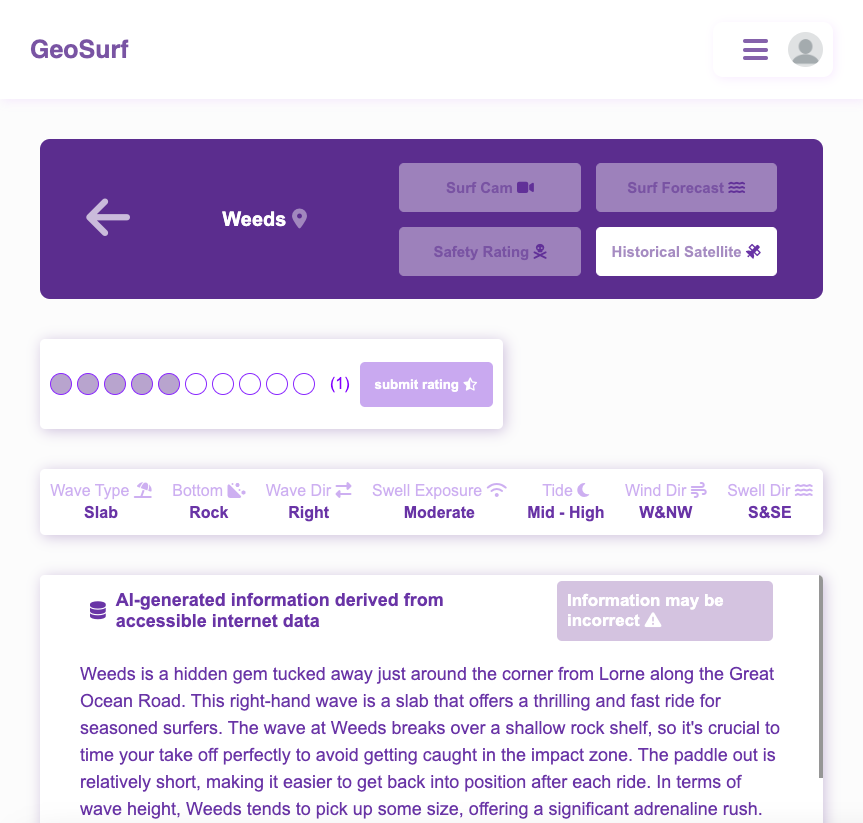 GeoSurf
Weeds
Surf Cam
Surf Forecast
Safety Rating
Historical Satellite
(1)
submit rating
Wave Type
Slab
Bottom
Rock
Wave Dir
Right
Swell Exposure
Moderate
Tide
Mid - High
Wind Dir
W&NW
Swell Dir
S&SE
AI-generated information derived from
accessible internet data
Information may be
incorrect
Weeds is a hidden gem tucked away just around the corner from Lorne along the Great
Ocean Road. This right-hand wave is a slab that offers a thrilling and fast ride for
seasoned surfers. The wave at Weeds breaks over a shallow rock shelf, so it's crucial to
time your take off perfectly to avoid getting caught in the impact zone. The paddle out is
relatively short, making it easier to get back into position after each ride. In terms of
wave height, Weeds tends to pick up some size, offering a significant adrenaline rush.